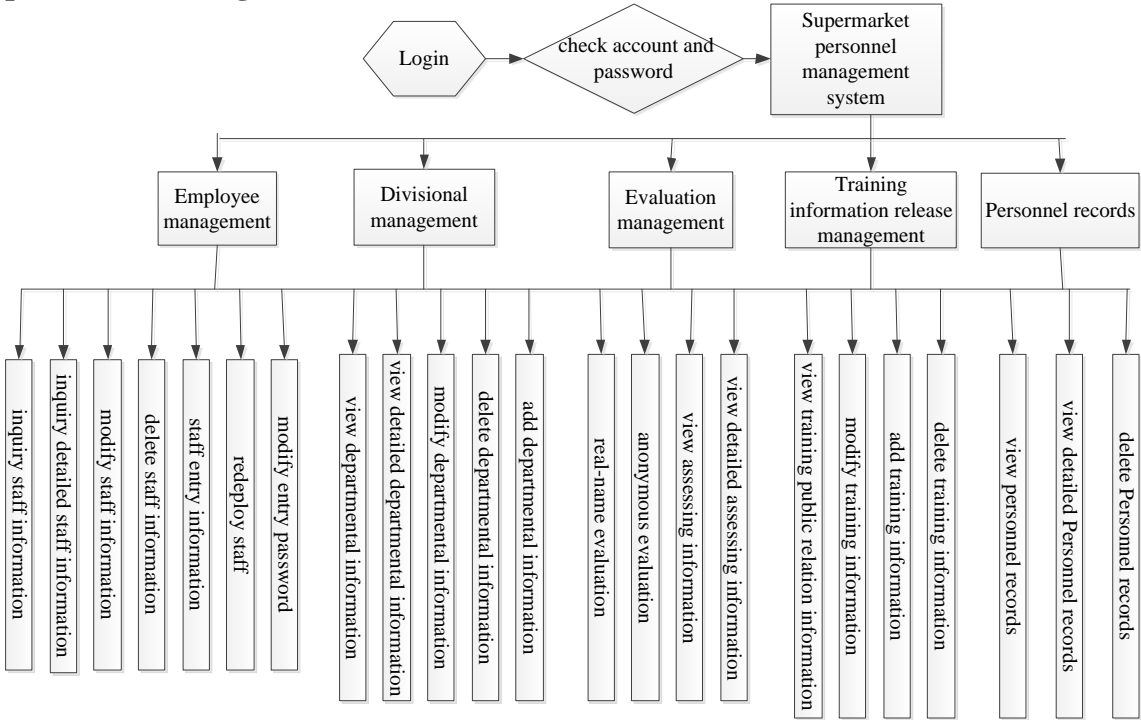 Login
check account and
password
Supermarket
personnel
management
system
Employee
management
Divisional
management
Evaluation
management
Training
information release
management
Personnel records
inquiry staff information
inquiry detailed staff information
modify staff information
delete staff information
staff entry information
redeploy staff
modify entry password
view departmental information
view detailed departmental information
modify departmental information
delete departmental information
add departmental information
real-name evaluation
anonymous evaluation
view assessing information
view detailed assessing information
view training public relation information
modify training information
add training information
delete training information
view personnel records
view detailed Personnel records
delete Personnel records